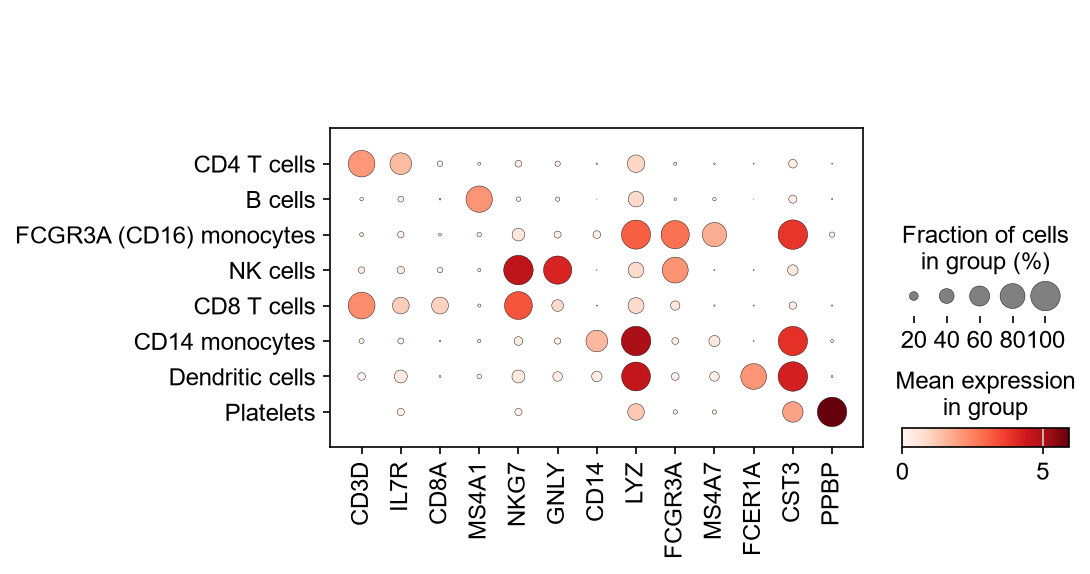 CD4 T cells
B cells
FCGR3A (CD16) monocytes
NK cells
CD8 T cells
CD14 monocytes
Dendritic cells
Platelets
CD3D
IL7R
CD8A
MS4A1
NKG7
GNLY
CD14
LYZ
FCGR3A
MS4A7
FCER1A
CST3
PPBP
Fraction of cells
in group (%)
20 40 60 80 100
Mean expression
in group
0 5